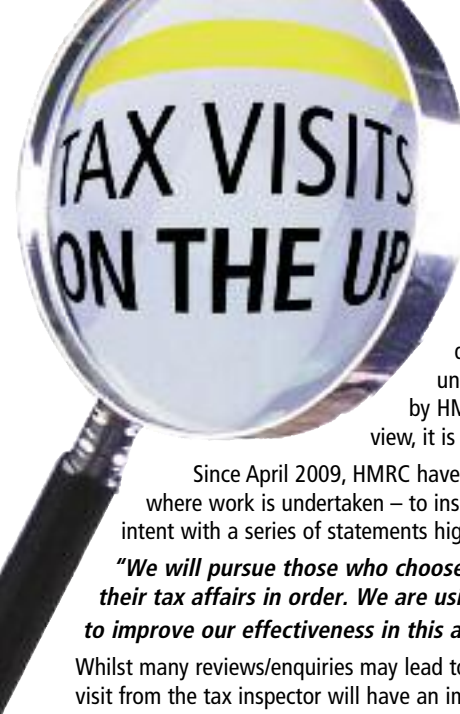 TAX VISITS
ON THE UP
un
by HM
view, it is
Since April 2009, HMRC have
where work is undertaken – to ins
intent with a series of statements hig
“We will pursue those who choose
their tax affairs in order. We are usi
to improve our effectiveness in this a
Whilst many reviews/enquiries may lead to
visit from the tax inspector will have an im